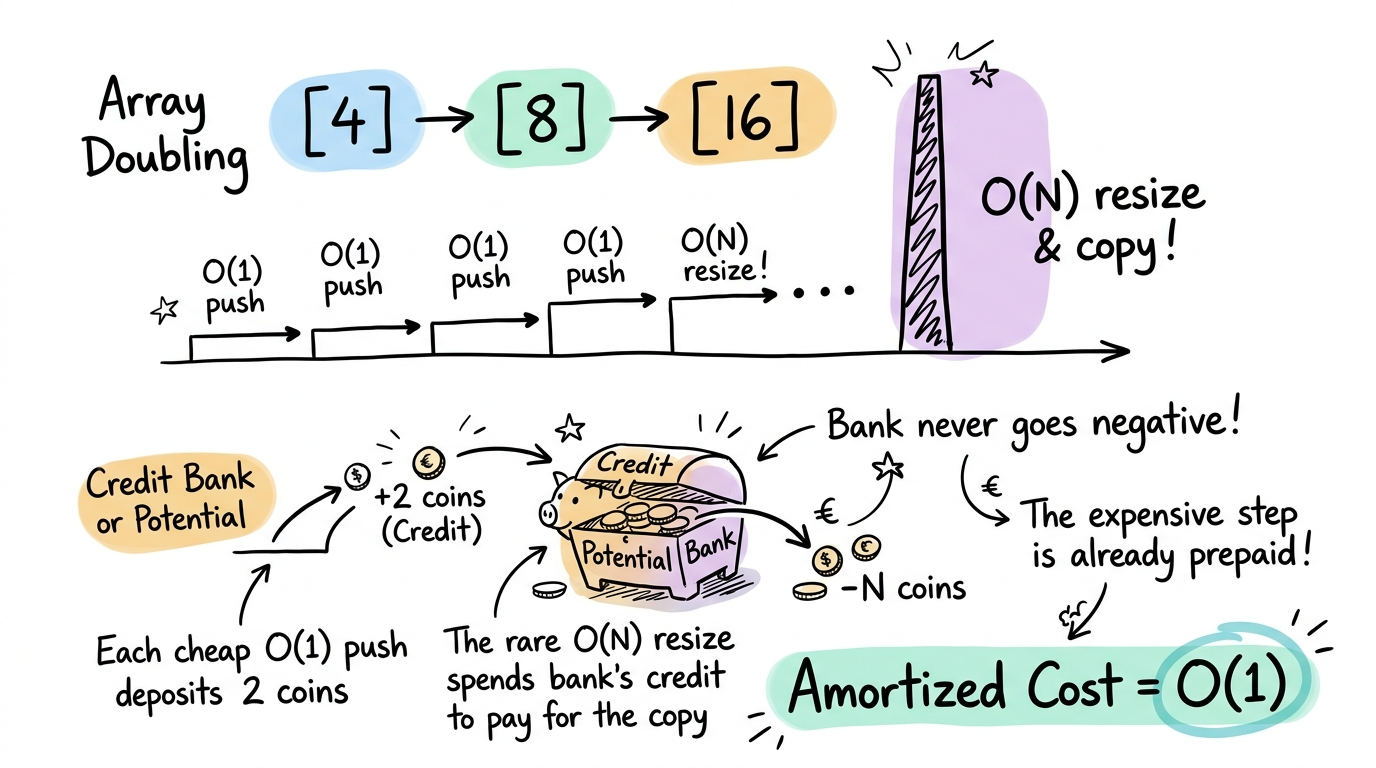 Array
Doubling
[4] → [8] → [16]
O(1)
push
O(1)
push
O(1)
push
O(1)
push
O(N)
resize!
...
O(N) resize
& copy!
Credit Bank
or Potential
$
€
+2 coins
(Credit)
Credit
Potential
Bank
Bank never goes negative!
€
$
€
-N coins
€
The expensive step
is already prepaid!
Each cheap O(1) push
deposits 2 coins
The rare O(N) resize
spends bank's credit
to pay for the copy
Amortized Cost = O(1)